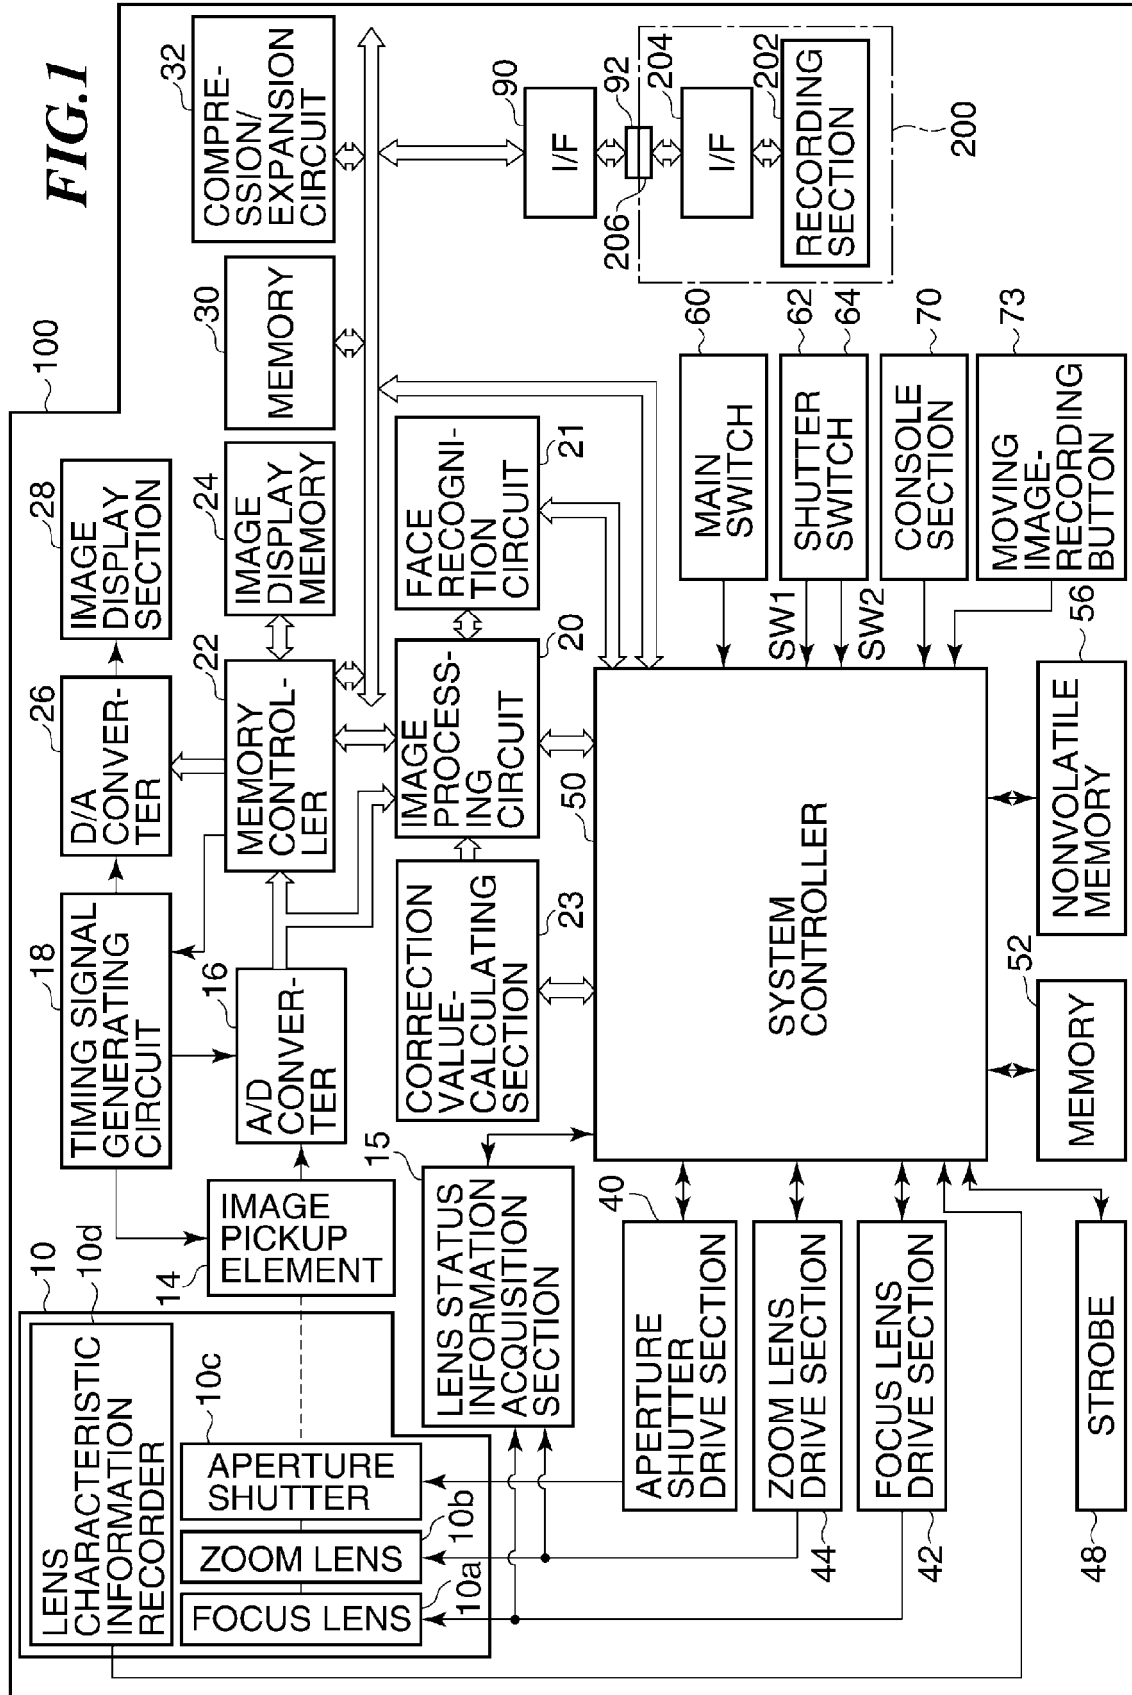 FIG.1
100
10
LENS
CHARACTERISTIC
INFORMATION
RECORDER
10d
FOCUS LENS
10a
ZOOM LENS
10b
APERTURE
SHUTTER
10c
IMAGE
PICKUP
ELEMENT
14
TIMING SIGNAL
GENERATING
CIRCUIT
18
A/D
CONVER-
TER
16
D/A
CONVER-
TER
26
IMAGE
DISPLAY
SECTION
28
MEMORY
CONTROL-
LER
22
IMAGE
DISPLAY
MEMORY
24
MEMORY
30
COMPRE-
SSION/
EXPANSION
CIRCUIT
32
LENS STATUS
INFORMATION
ACQUISITION
SECTION
15
CORRECTION
VALUE-
CALCULATING
SECTION
23
IMAGE
PROCESS-
ING
CIRCUIT
20
FACE
RECOGNI-
TION
CIRCUIT
21
I/F
90
92
206
I/F
204
RECORDING
SECTION
202
200
APERTURE
SHUTTER
DRIVE SECTION
40
ZOOM LENS
DRIVE SECTION
44
FOCUS LENS
DRIVE SECTION
42
STROBE
48
SYSTEM
CONTROLLER
50
MEMORY
52
NONVOLATILE
MEMORY
56
MAIN
SWITCH
60
SHUTTER
SWITCH
62
64
SW1
SW2
CONSOLE
SECTION
70
MOVING
IMAGE-
RECORDING
BUTTON
73